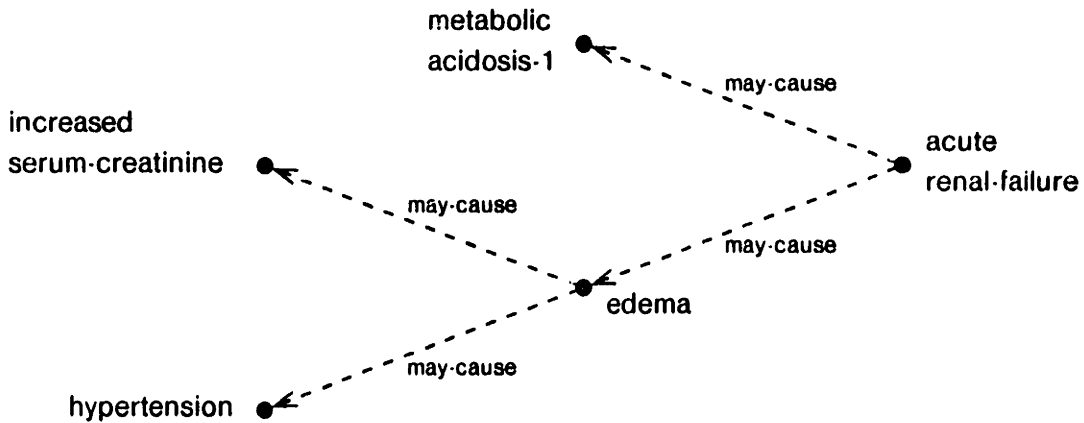 metabolic
acidosis-1
may-cause
increased
serum-creatinine
acute
renal-failure
may-cause
may-cause
edema
may-cause
hypertension